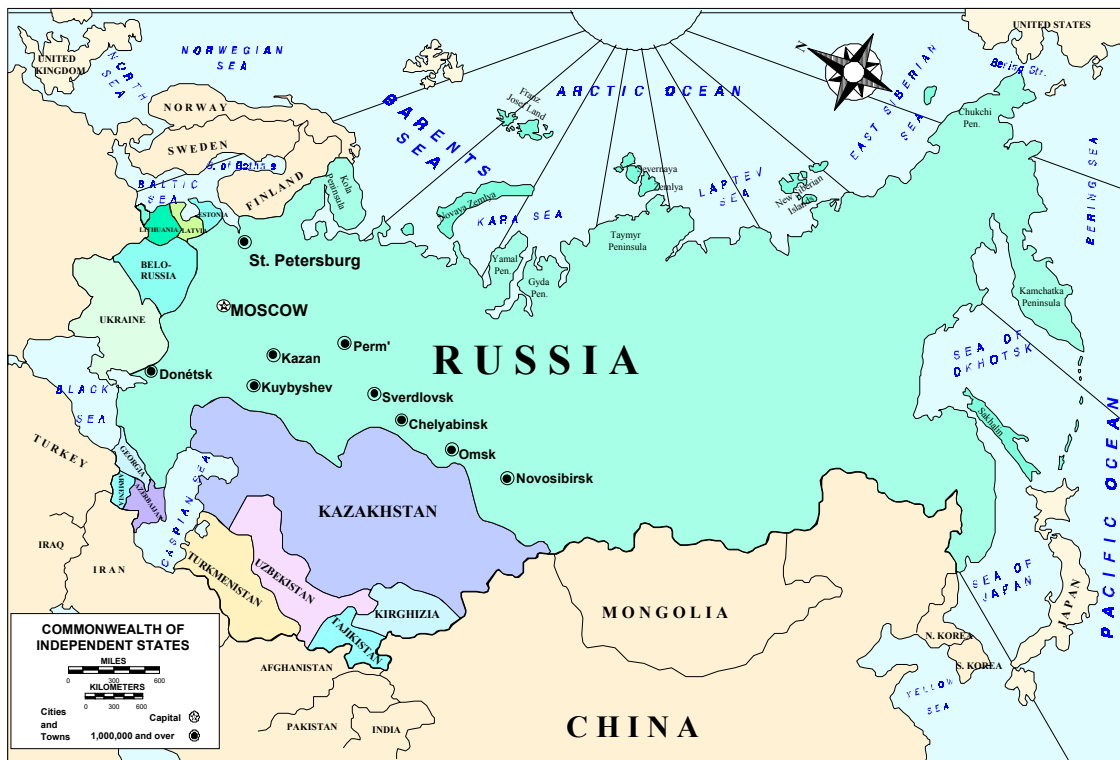 UNITED
KINGDOM
NORTH
SEA
NORWEGIAN
SEA
NORWAY
SWEDEN
G. of Bothnia
FINLAND
BALTIC
SEA
ESTONIA
LATVIA
LITHUANIA
BELO-
RUSSIA
UKRAINE
BARENTS
SEA
Franz
Josef Land
ARCTIC OCEAN
N
EAST SIBERIAN
SEA
Bering Str.
UNITED STATES
Chukchi
Pen.
BERING SEA
Kola
Peninsula
Novaya Zemlya
KARA SEA
Severnaya
Zemlya
LAPTEV
SEA
New Siberian
Islands
Yamal
Pen.
Gyda
Pen.
Taymyr
Peninsula
Kamchatka
Peninsula
SEA OF
OKHOTSK
Sakhalin
PACIFIC OCEAN
St. Petersburg
MOSCOW
RUSSIA
Kazan
Perm'
Donétsk
Kuybyshev
Sverdlovsk
Chelyabinsk
Omsk
Novosibirsk
BLACK
SEA
TURKEY
GEORGIA
ARMENIA
AZERBAIJAN
CASPIAN SEA
IRAQ
IRAN
KAZAKHSTAN
UZBEKISTAN
TURKMENISTAN
KIRGHIZIA
TAJIKISTAN
AFGHANISTAN
PAKISTAN
INDIA
MONGOLIA
CHINA
N. KOREA
S. KOREA
YELLOW
SEA
SEA OF
JAPAN
JAPAN
COMMONWEALTH OF
INDEPENDENT STATES
MILES
0 300 600
KILOMETERS
0 300 600
Cities
and
Towns
Capital
1,000,000 and over